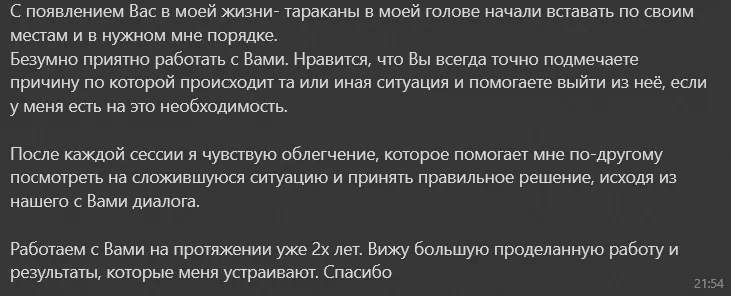 С появлением Вас в моей жизни- тараканы в моей голове начали вставать по своим
местам и в нужном мне порядке.
Безумно приятно работать с Вами. Нравится, что Вы всегда точно подмечаете
причину по которой происходит та или иная ситуация и помогаете выйти из неё, если
у меня есть на это необходимость.
После каждой сессии я чувствую облегчение, которое помогает мне по-другому
посмотреть на сложившуюся ситуацию и принять правильное решение, исходя из
нашего с Вами диалога.
Работаем с Вами на протяжении уже 2х лет. Вижу большую проделанную работу и
результаты, которые меня устраивают. Спасибо
21:54